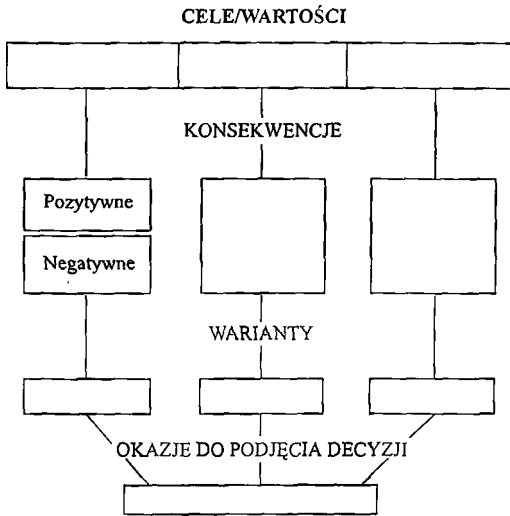 CELE/WARTOŚCI
KONSEKWENCJE
Pozytywne
Negatywne
WARIANTY
OKAZJE DO PODJĘCIA DECYZJI